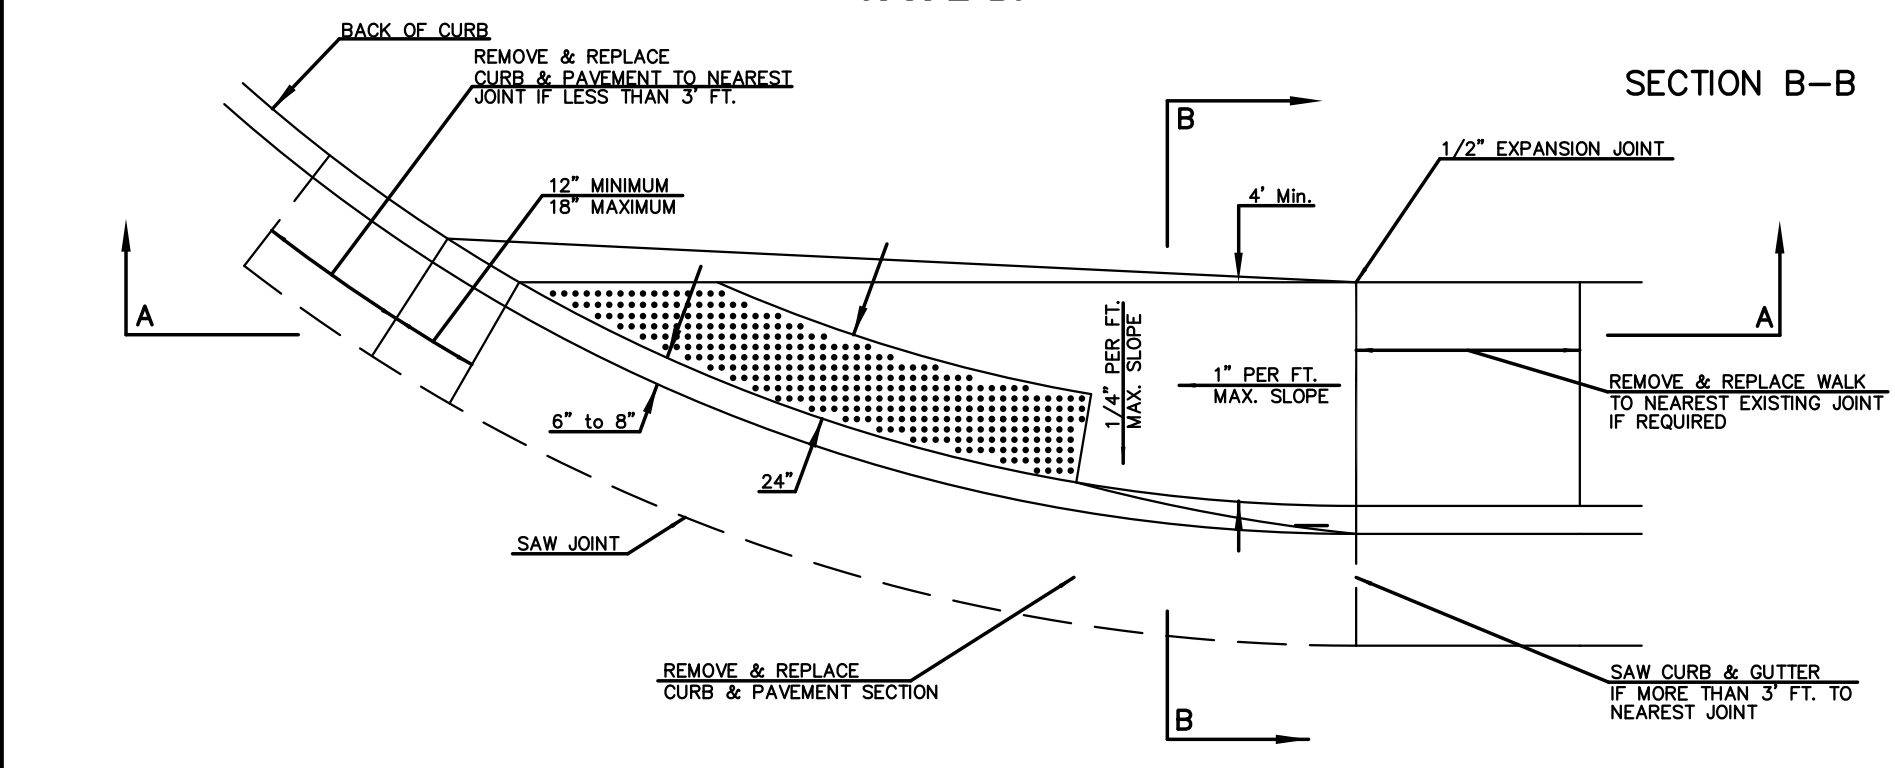 BACK OF CURB
REMOVE & REPLACE
CURB & PAVEMENT TO NEAREST
JOINT IF LESS THAN 3' FT.
SECTION B-B
B
1/2" EXPANSION JOINT
12" MINIMUM
18" MAXIMUM
4' Min.
A
A
1/4" PER FT.
MAX. SLOPE
1" PER FT.
MAX. SLOPE
REMOVE & REPLACE WALK
TO NEAREST EXISTING JOINT
IF REQUIRED
6" to 8"
24"
SAW JOINT
REMOVE & REPLACE
CURB & PAVEMENT SECTION
SAW CURB & GUTTER
IF MORE THAN 3' FT. TO
NEAREST JOINT
B